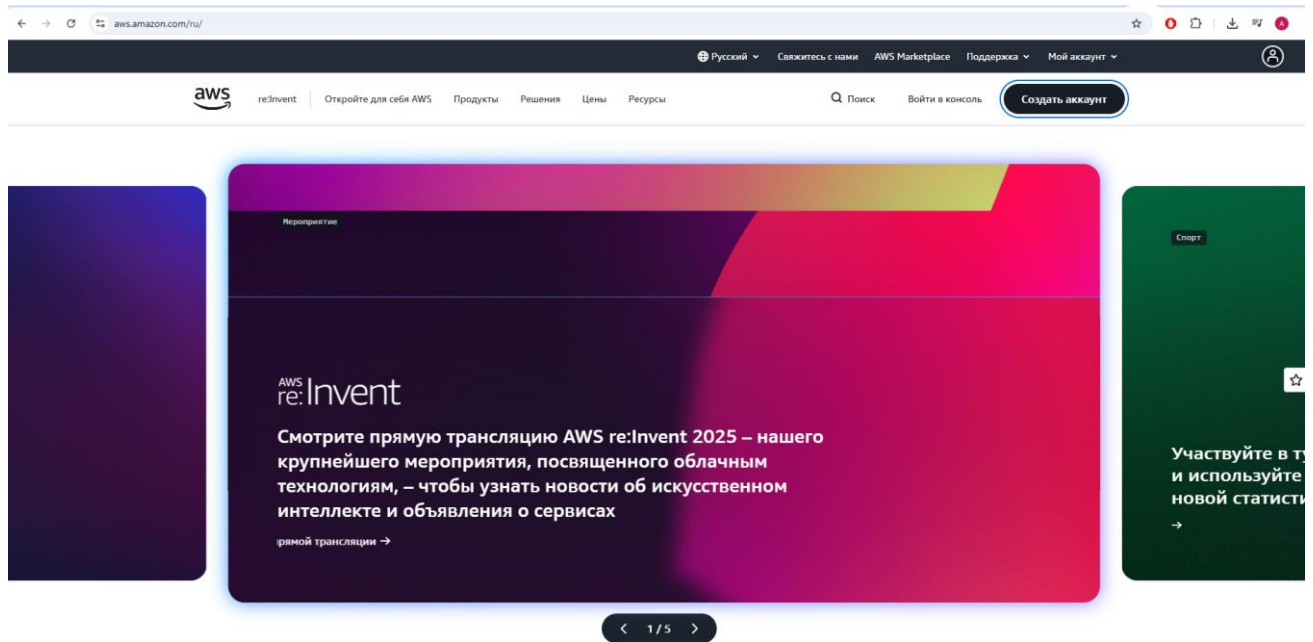 aws.amazon.com/ru/
Русский Свяжитесь с нами AWS Marketplace Поддержка Мой аккаунт
aws re:Invent Откройте для себя AWS Продукты Решения Цены Ресурсы Поиск Войти в консоль Создать аккаунт
Мероприятие
AWS
re:Invent
Смотрите прямую трансляцию AWS re:Invent 2025 – нашего
крупнейшего мероприятия, посвященного облачным
технологиям, – чтобы узнать новости об искусственном
интеллекте и объявления о сервисах
прямой трансляции →
1/5
Спорт
Участвуйте в
и используйте
новой
→